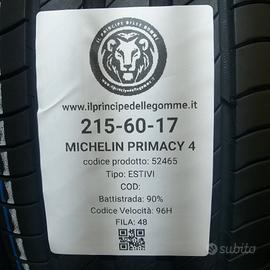 IL PRINCIPE DELLE GOMME
www.ilprincipedellegomme.it
215-60-17
MICHELIN PRIMACY 4
codice prodotto: 52465
Tipo: ESTIVI
COD:
Battistrada: 90%
Codice Velocità: 96H
FILA: 48
subito